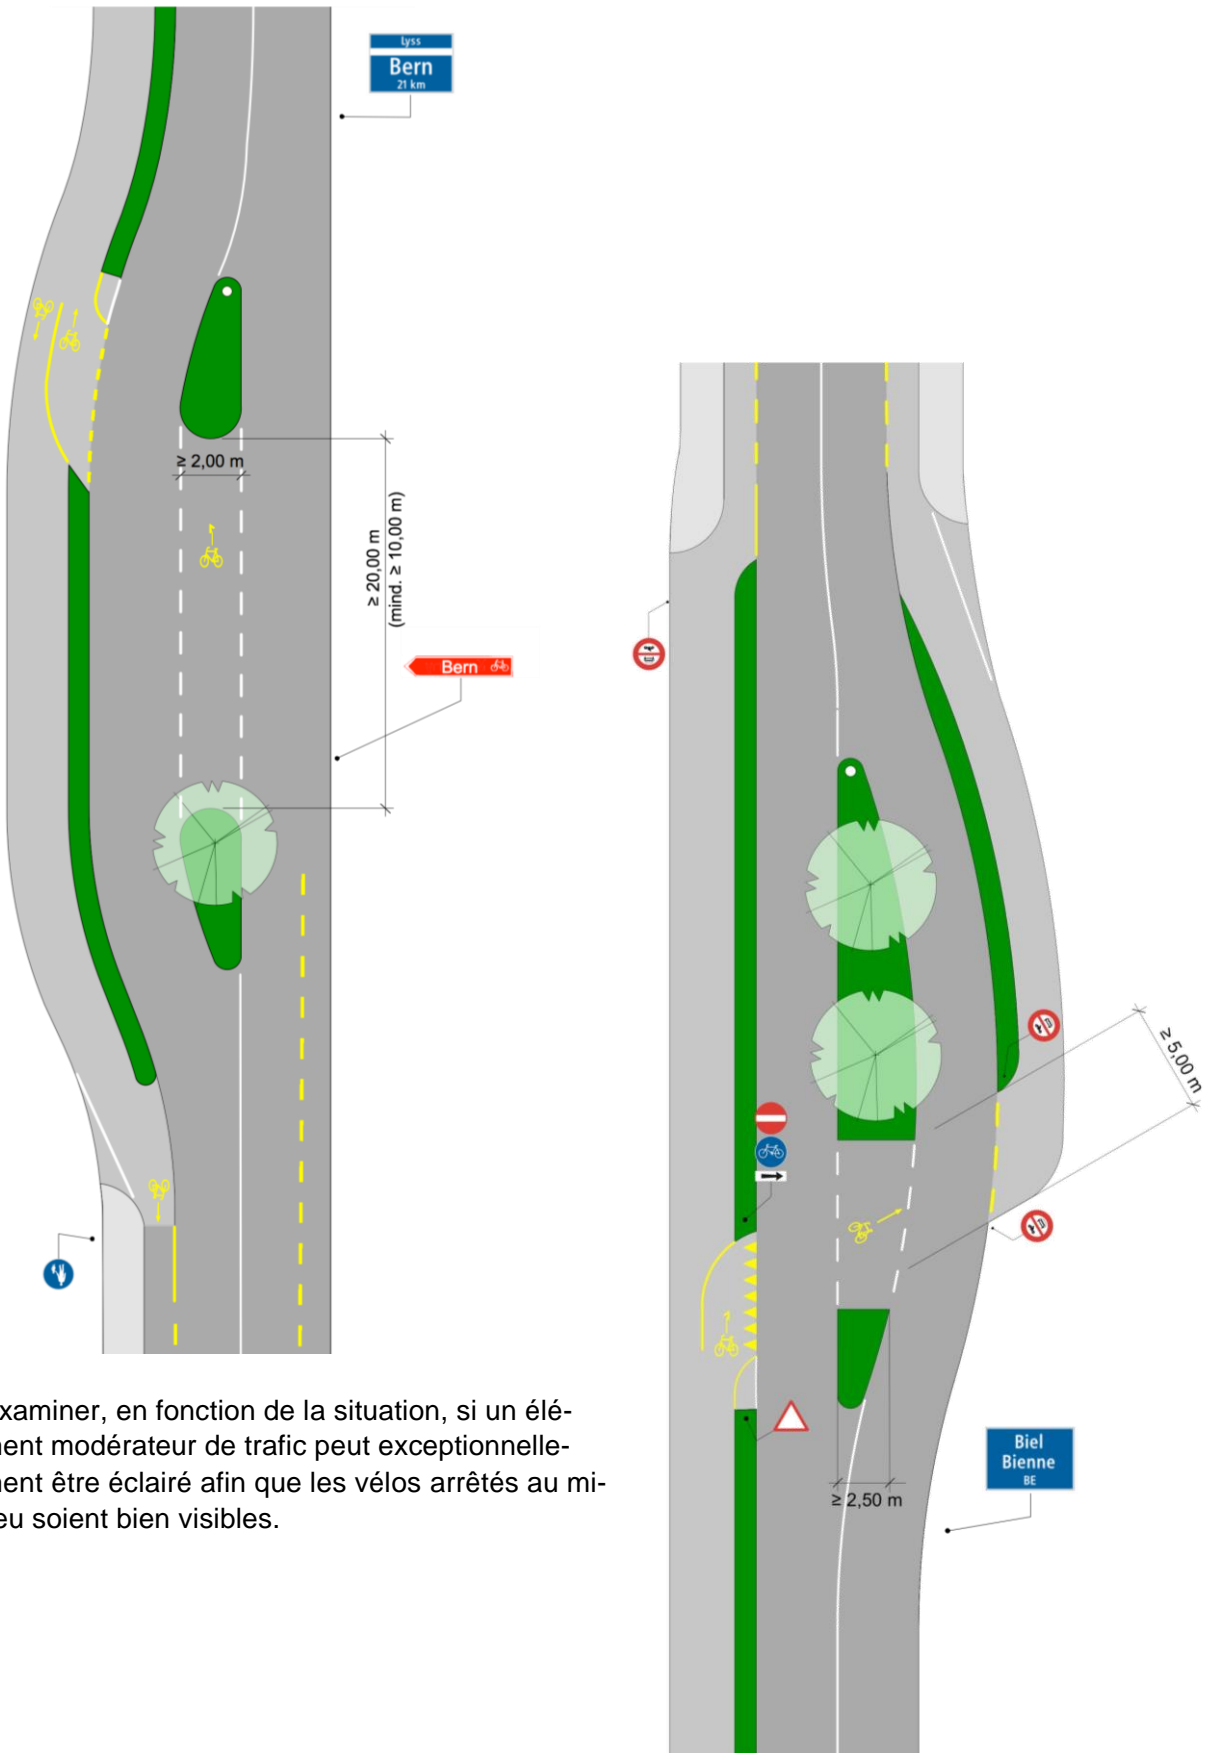 Lyss
Bern
21 km
≥ 2,00 m
≥ 20,00 m
(mind. ≥ 10,00 m)
Bern
≥ 5,00 m
≥ 2,50 m
Biel
Bienne
BE
xaminer, en fonction de la situation, si un élé-
ent modérateur de trafic peut exceptionnelle-
ent être éclairé afin que les vélos arrêtés au mi-
eu soient bien visibles.